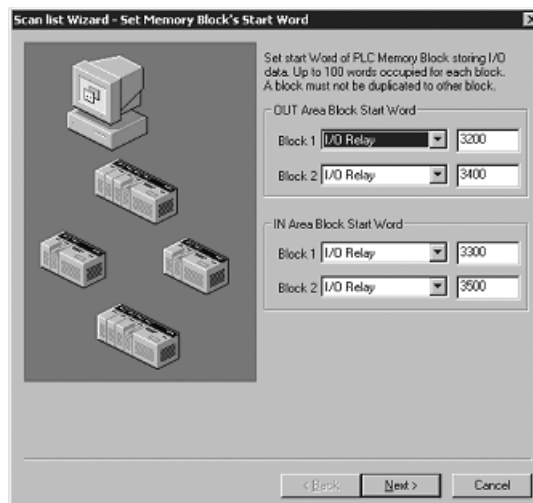 Scan list Wizard - Set Memory Block's Start Word
Set start Word of PLC Memory Block storing I/O
data. Up to 100 words occupied for each block.
A block must not be duplicated to other block.
OUT Area Block Start Word
Block 1 I/O Relay 3200
Block 2 I/O Relay 3400
IN Area Block Start Word
Block 1 I/O Relay 3300
Block 2 I/O Relay 3500
< Back Next > Cancel